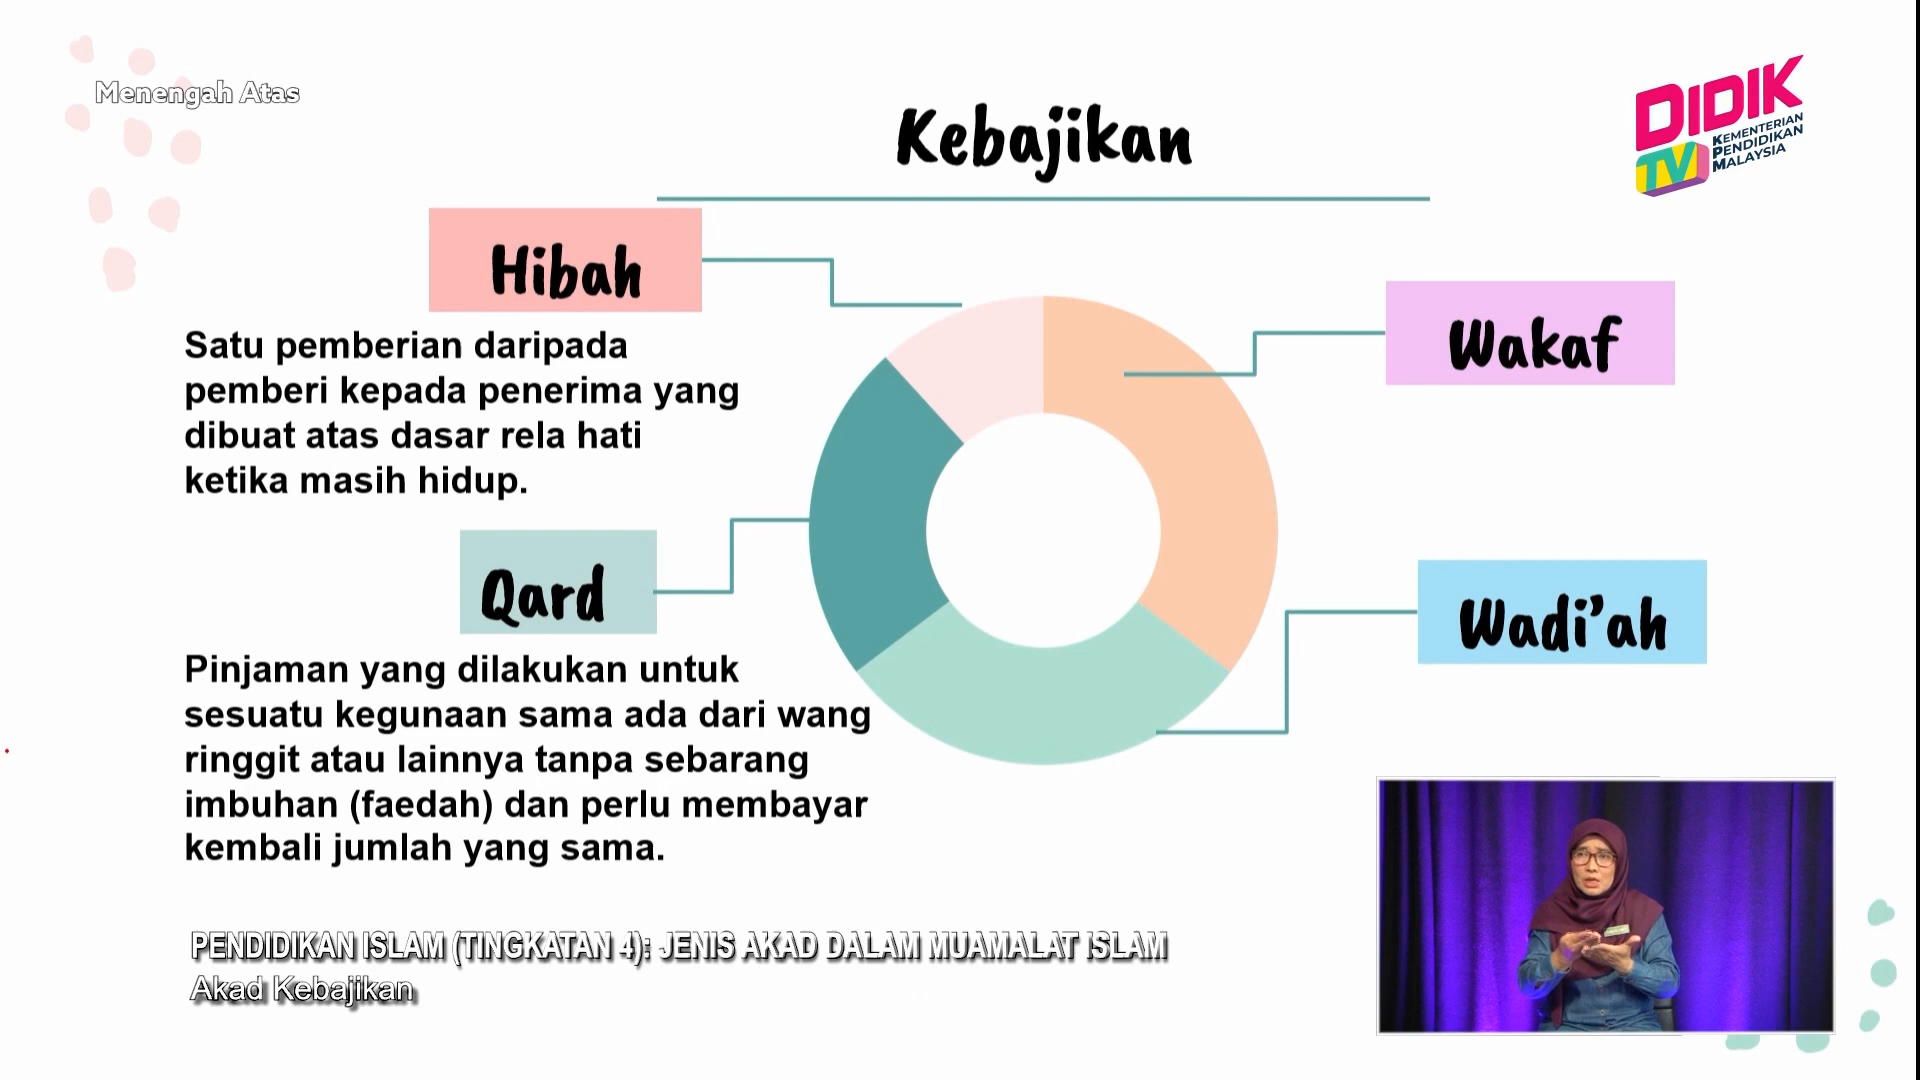 Menengah Atas
Kebajikan
DIDIK
TV
KEMENTERIAN
PENDIDIKAN
MALAYSIA
Hibah
Satu pemberian daripada
pemberi kepada penerima yang
dibuat atas dasar rela hati
ketika masih hidup.
Wakaf
Qard
Pinjaman yang dilakukan untuk
sesuatu kegunaan sama ada dari wang
ringgit atau lainnya tanpa sebarang
imbuhan (faedah) dan perlu membayar
kembali jumlah yang sama.
Wadi'ah
PENDIDIKAN ISLAM (TINGKATAN 4): JENIS AKAD DALAM MUAMALAT ISLAM
Akad Kebajikan